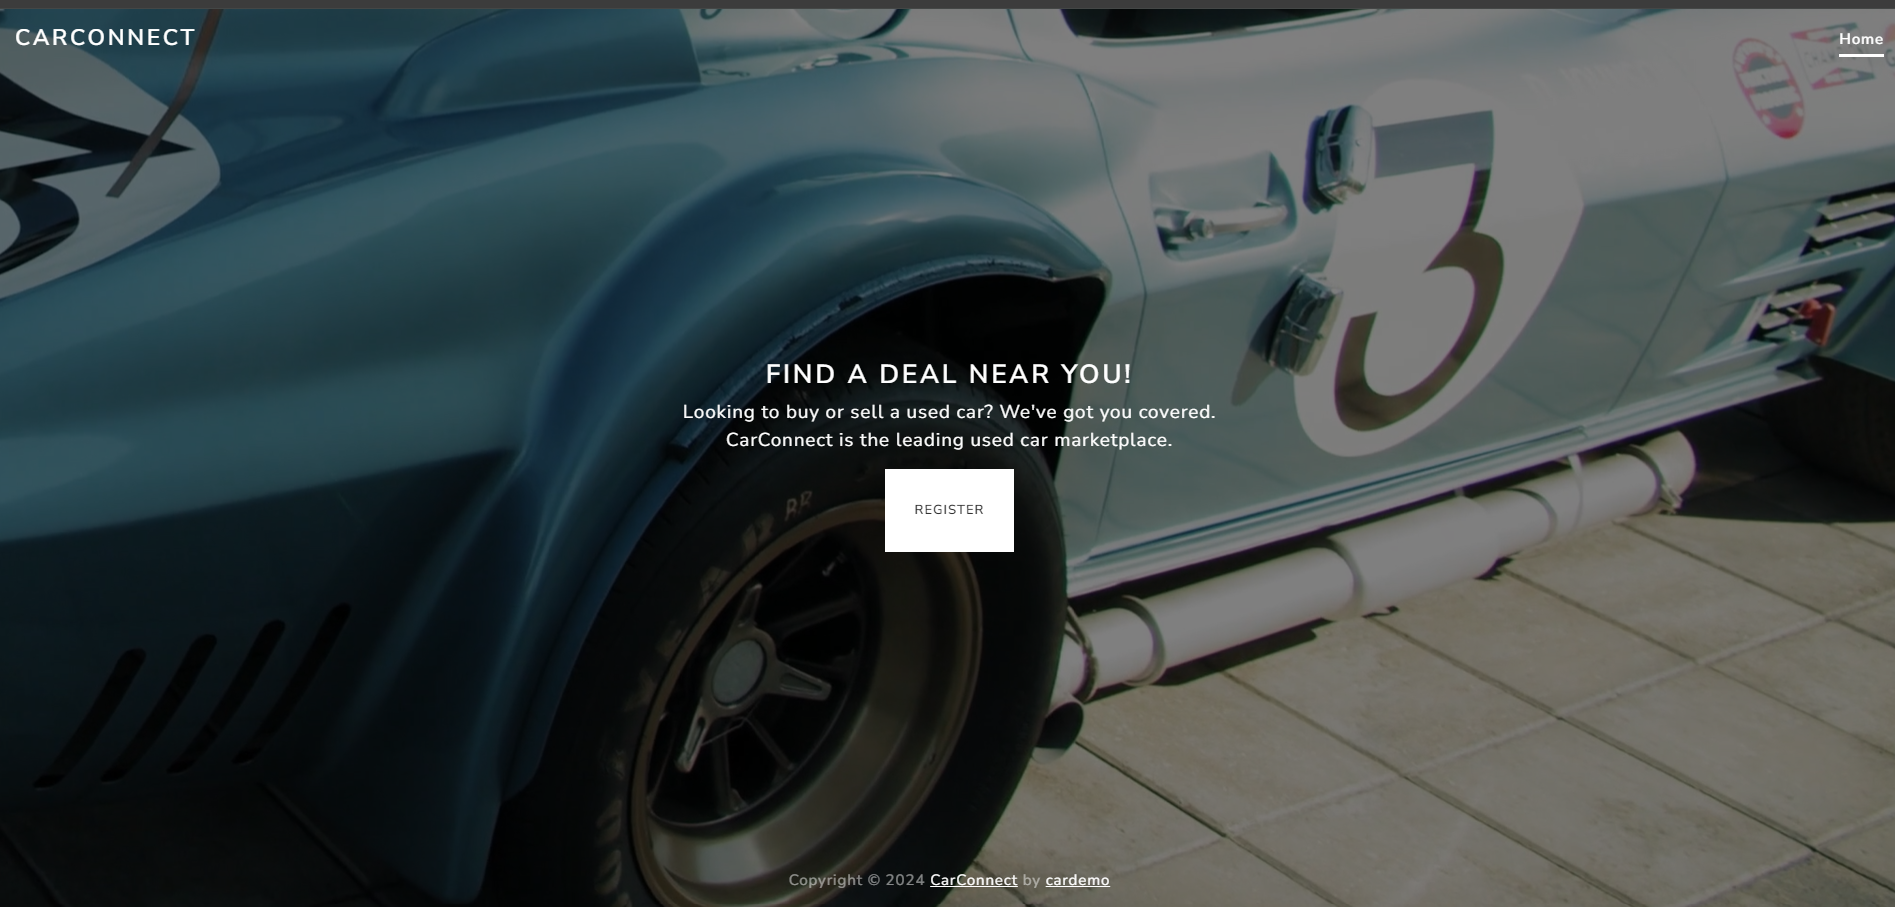 CARCONNECT
Home
3
FIND A DEAL NEAR YOU!
Looking to buy or sell a used car? We've got you covered.
CarConnect is the leading used car marketplace.
REGISTER
Copyright © 2024 CarConnect by cardemo